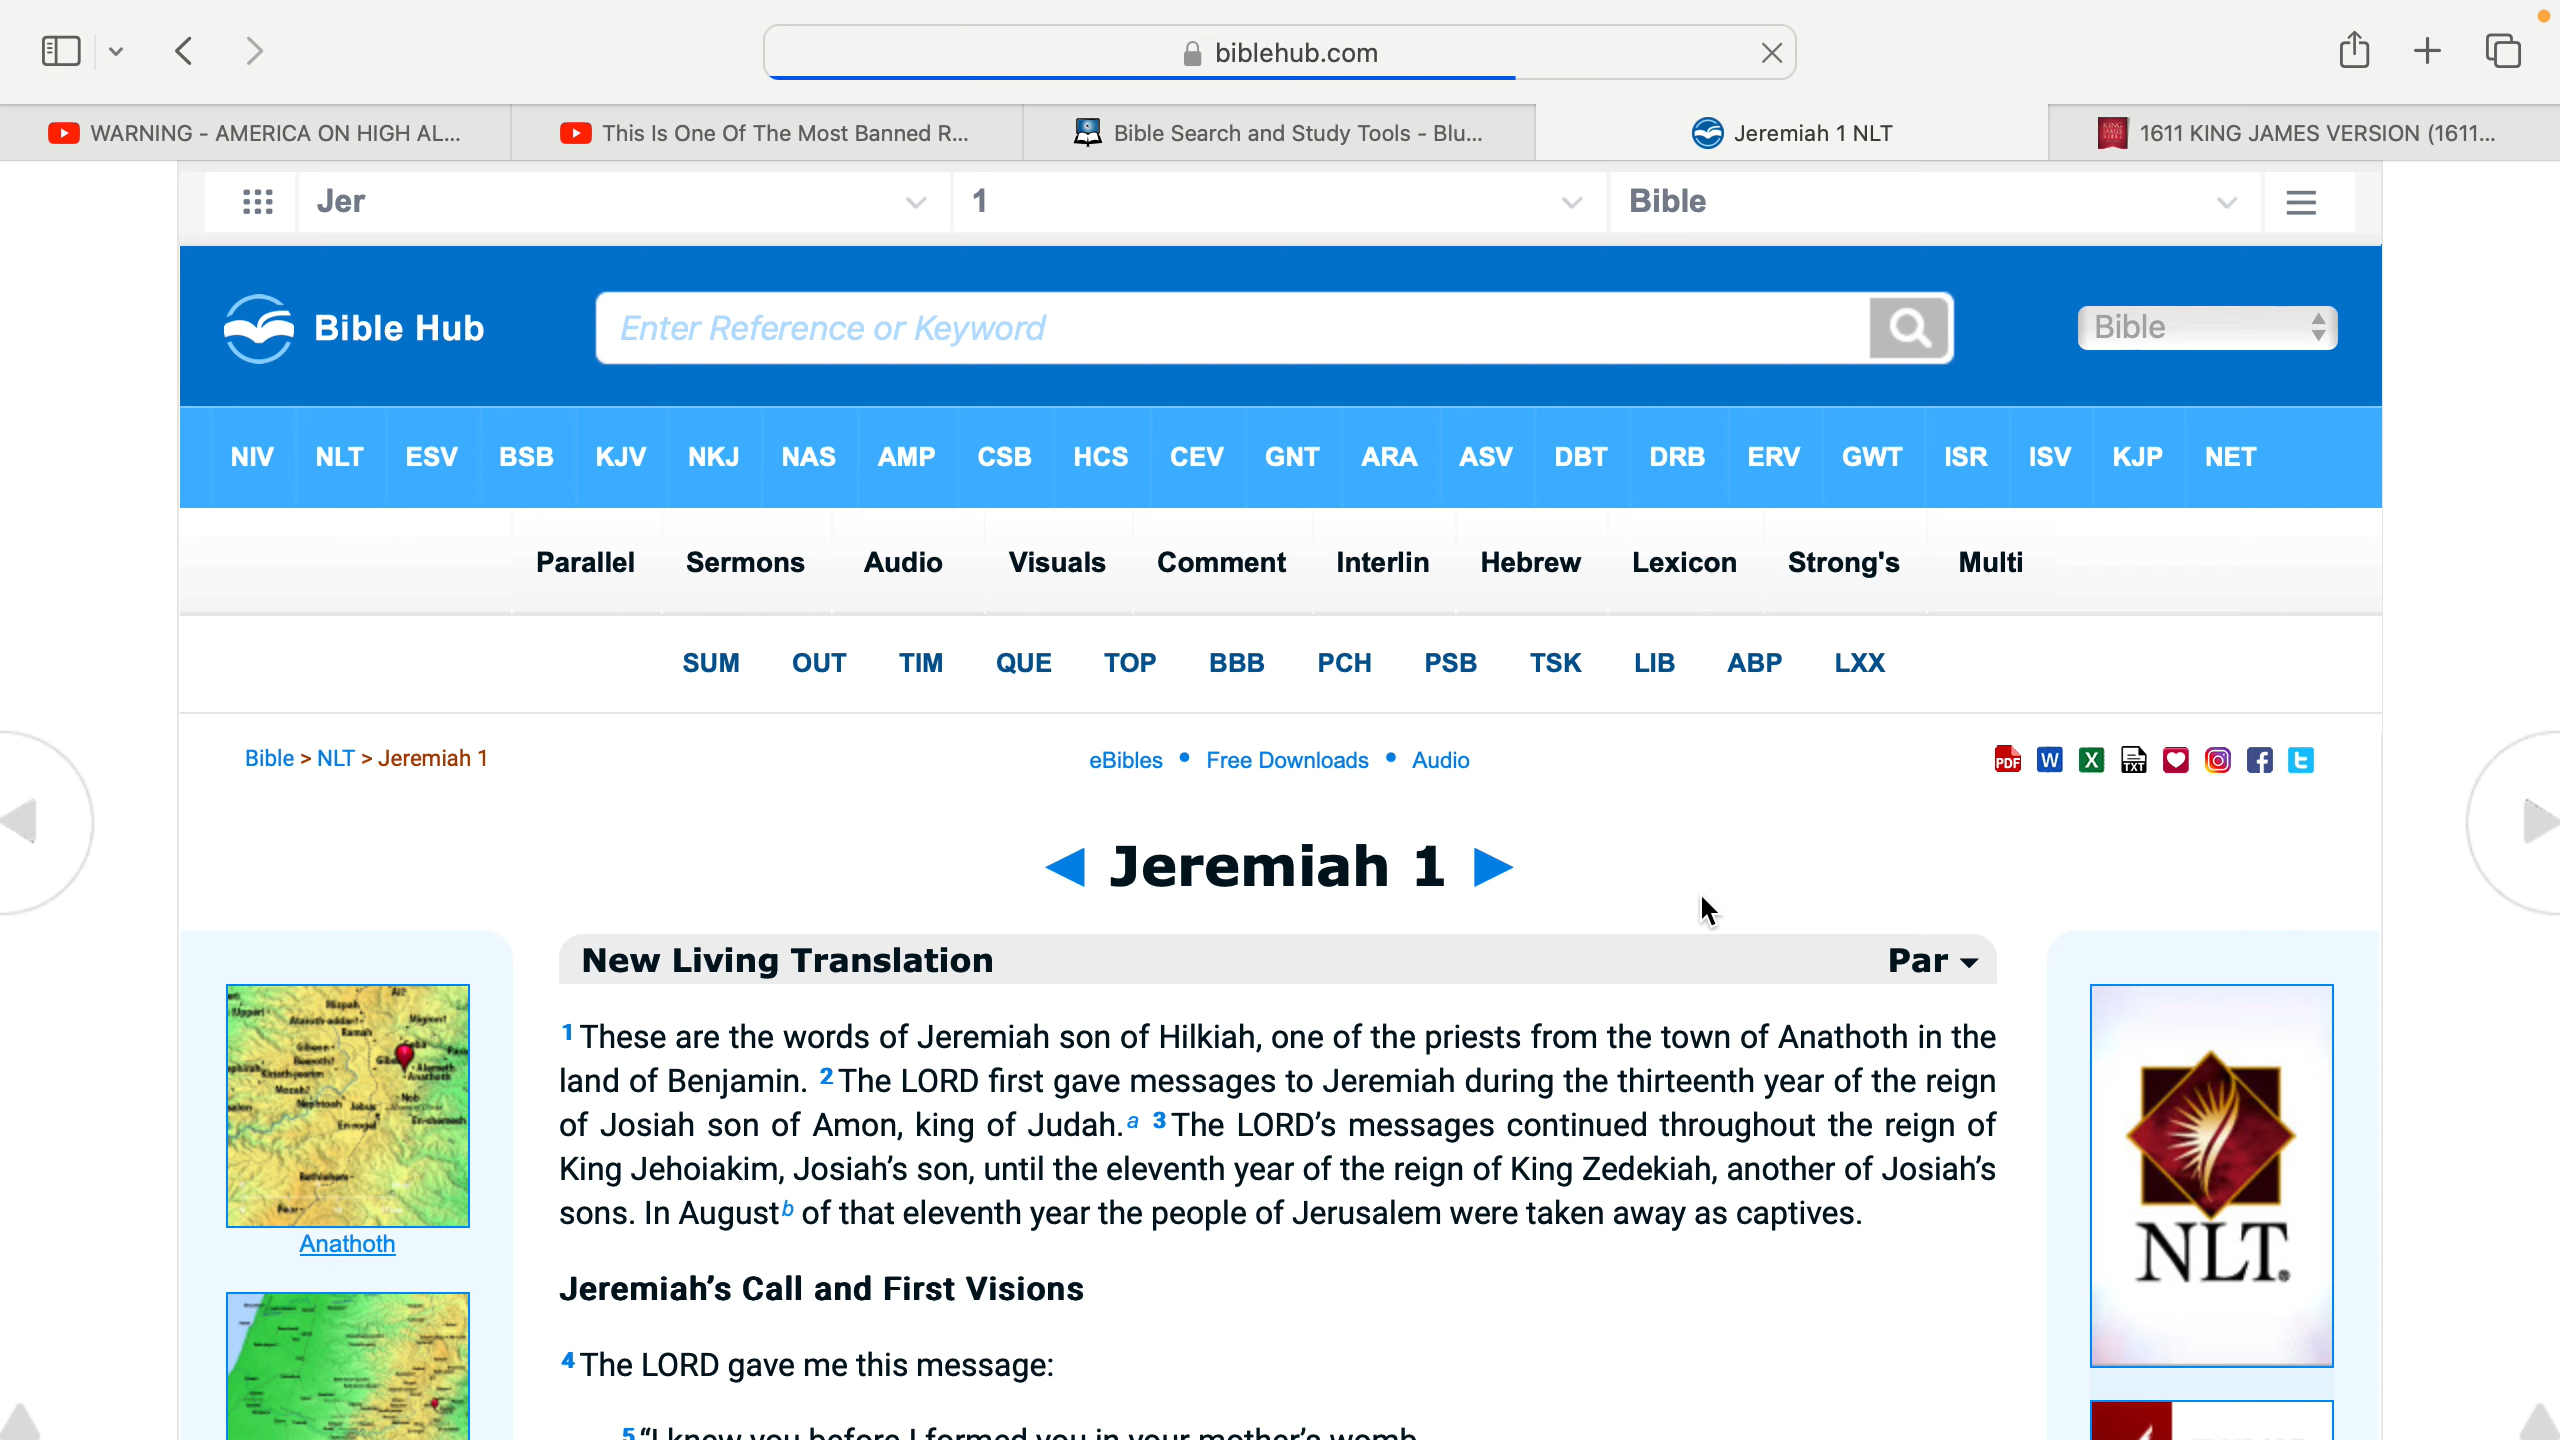 biblehub.com
WARNING - AMERICA ON HIGH AL...
This Is One Of The Most Banned R...
Bible Search and Study Tools - Blu...
Jeremiah 1 NLT
1611 KING JAMES VERSION (1611...
Jer
1
Bible
Bible Hub
Enter Reference or Keyword
Bible
NIV NLT ESV BSB KJV NKJ NAS AMP CSB HCS CEV GNT ARA ASV DBT DRB ERV GWT ISR ISV KJP NET
Parallel Sermons Audio Visuals Comment Interlin Hebrew Lexicon Strong's Multi
SUM OUT TIM QUE TOP BBB PCH PSB TSK LIB ABP LXX
Bible > NLT > Jeremiah 1
eBibles • Free Downloads • Audio
◀ Jeremiah 1 ▶
New Living Translation
Par
1 These are the words of Jeremiah son of Hilkiah, one of the priests from the town of Anathoth in the
land of Benjamin. 2 The LORD first gave messages to Jeremiah during the thirteenth year of the reign
of Josiah son of Amon, king of Judah.a 3 The LORD’s messages continued throughout the reign of
King Jehoiakim, Josiah’s son, until the eleventh year of the reign of King Zedekiah, another of Josiah’s
sons. In Augustb of that eleventh year the people of Jerusalem were taken away as captives.
Jeremiah’s Call and First Visions
4 The LORD gave me this message:
5 “I knew you before I formed you in your mother’s womb
Anathoth
NLT.